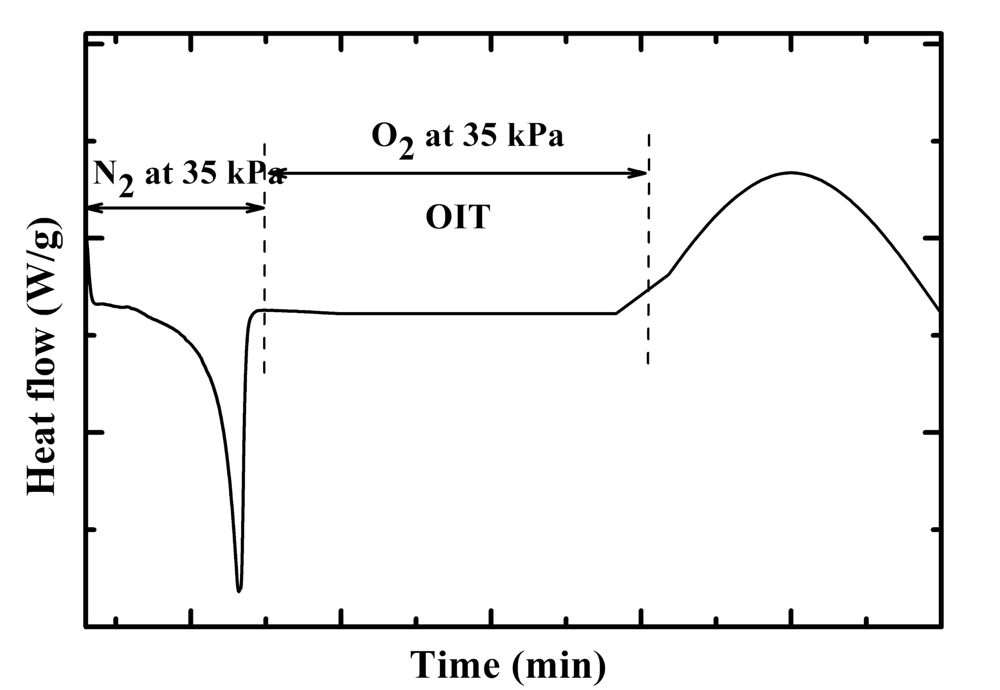 O2 at 35 kPa
N2 at 35 kPa
OIT
Heat flow (W/g)
Time (min)